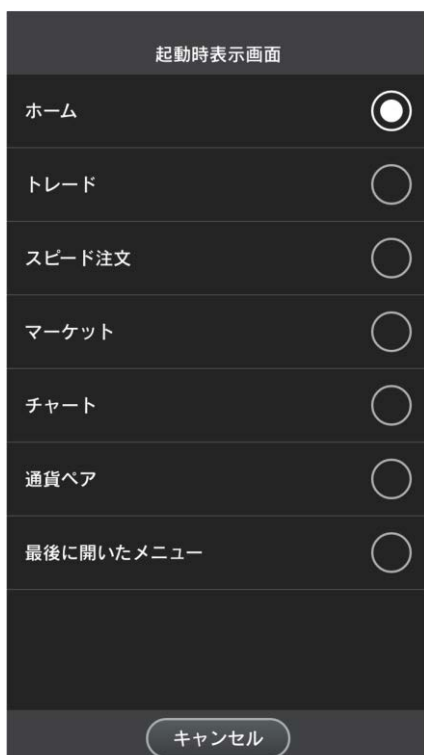 起動時表示画面
ホーム
トレード
スピード注文
マーケット
チャート
通貨ペア
最後に開いたメニュー
キャンセル